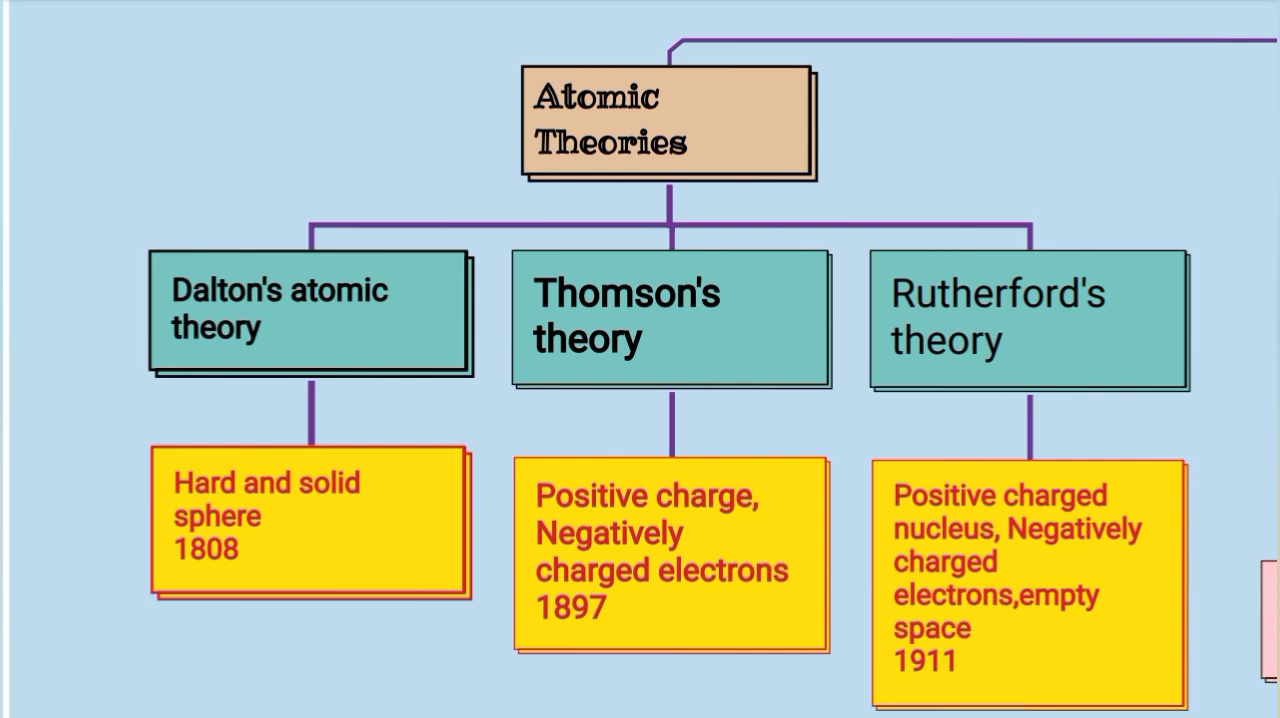 Atomic
Theories
Dalton's atomic
theory
Hard and solid
sphere
1808
Thomson's
theory
Positive charge,
Negatively
charged electrons
1897
Rutherford's
theory
Positive charged
nucleus, Negatively
charged
electrons,empty
space
1911